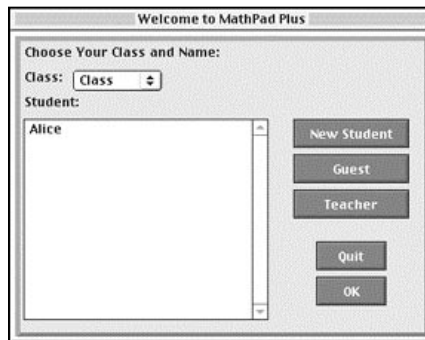 Welcome to MathPad Plus
Choose Your Class and Name:
Class: Class
Student:
Alice
New Student
Guest
Teacher
Quit
OK